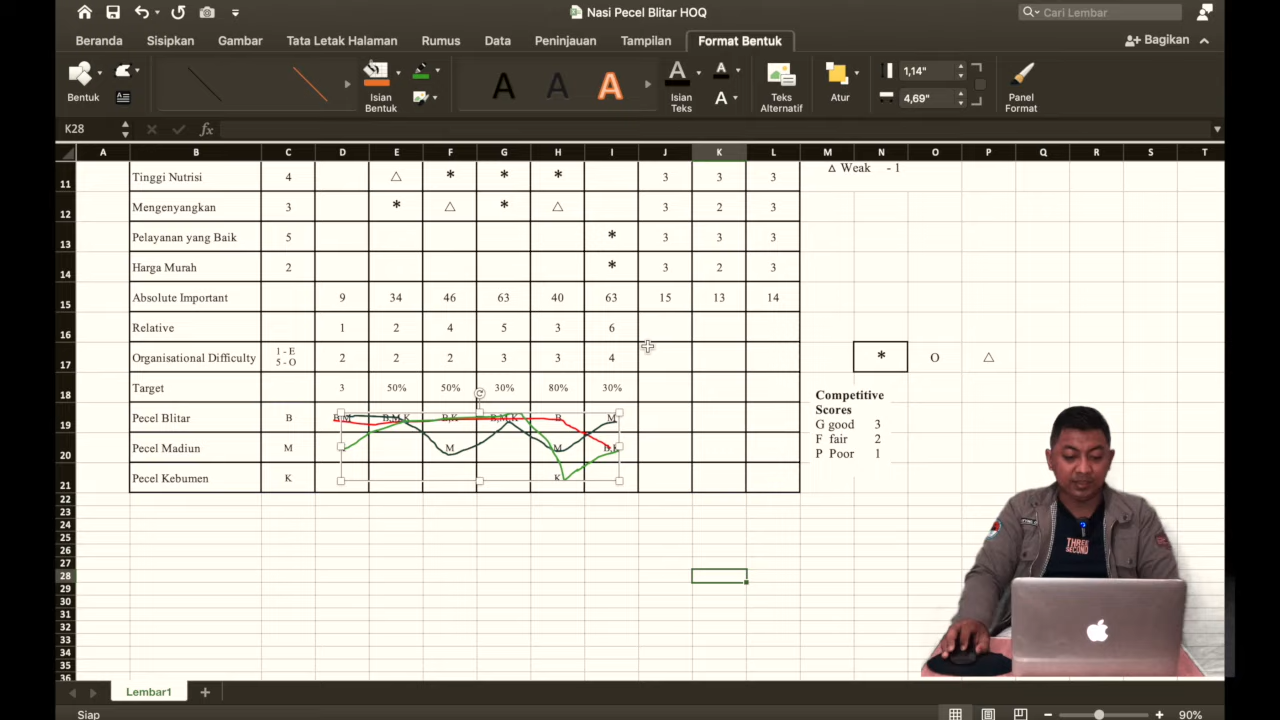 Nasi Pecel Blitar HOQ
Cari Lembar
Beranda Sisipkan Gambar Tata Letak Halaman Rumus Data Peninjauan Tampilan Format Bentuk Bagikan
A A A A A A
1,14"
4,69"
Bentuk Isian Bentuk Isian Teks Teks Alternatif Atur Panel Format
K28 fx
A B C D E F G H I J K L M N O P Q R S T
11 Tinggi Nutrisi 4 △ * * * 3 3 3 △ Weak - 1
12 Mengenyangkan 3 * △ * △ 3 2 3
13 Pelayanan yang Baik 5 * 3 3 3
14 Harga Murah 2 * 3 2 3
15 Absolute Important 9 34 46 63 40 63 15 13 14
16 Relative 1 2 4 5 3 6
17 Organisational Difficulty 1 - E 5 - O 2 2 2 3 3 4 * O △
18 Target 3 50% 50% 30% 80% 30%
19 Pecel Blitar B B,M B,M,K B,K B,M,K B M
20 Pecel Madiun M M M
21 Pecel Kebumen K K
Competitive
Scores
G good 3
F fair 2
P Poor 1
22
23
24
25
26
27
28
29
30
31
32
33
34
35
36
THREE
SECOND
Lembar1
Siap 90%